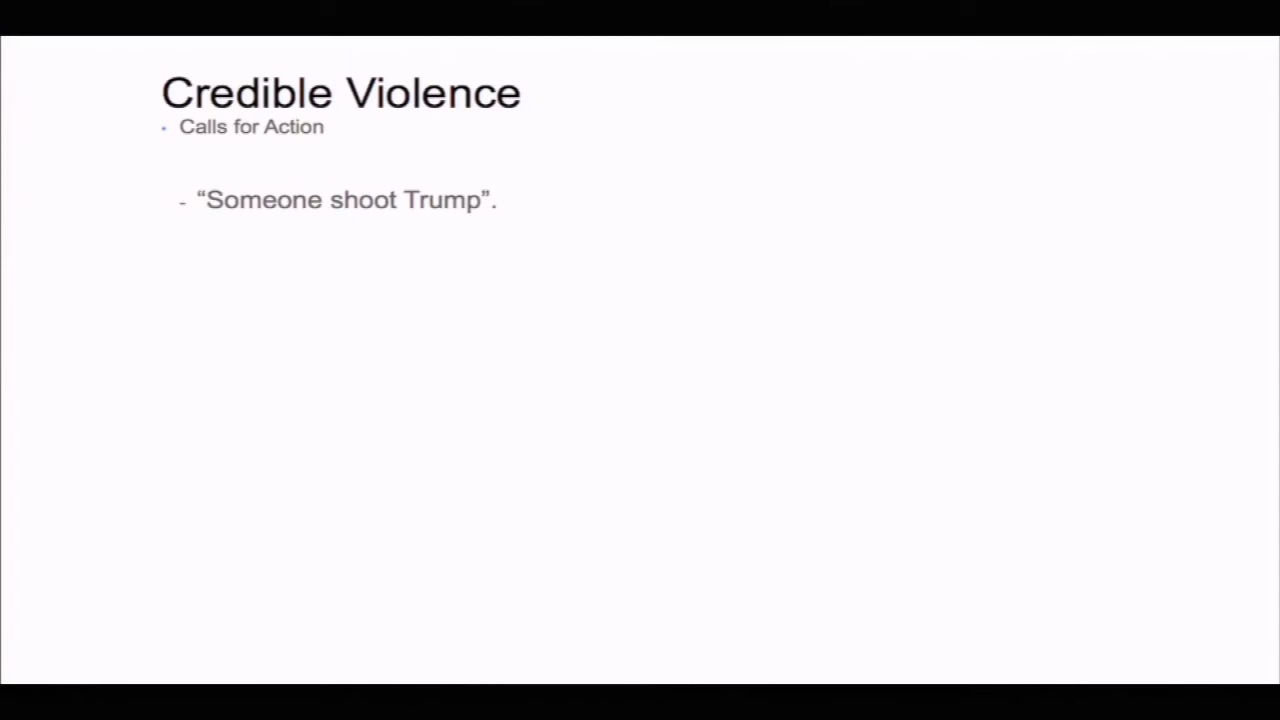 Credible Violence
• Calls for Action
- “Someone shoot Trump”.